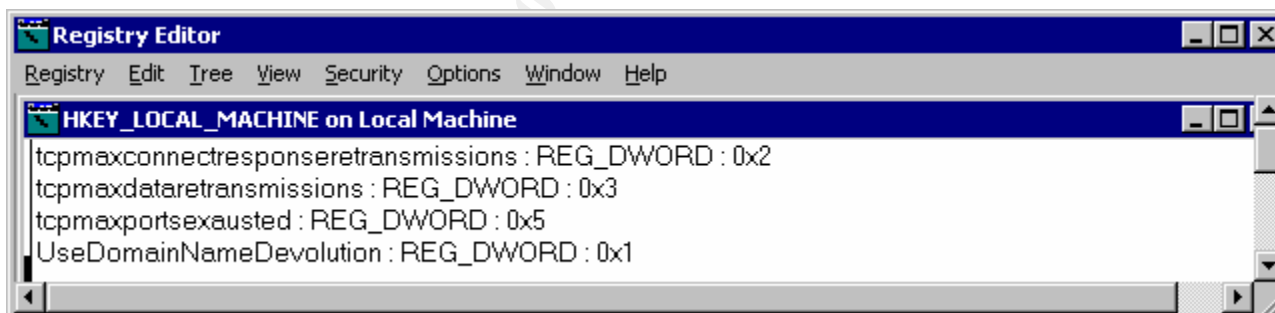 Registry Editor
Registry Edit Tree View Security Options Window Help
HKEY_LOCAL_MACHINE on Local Machine
tcpmaxconnectresponseretransmissions : REG_DWORD : 0x2
tcpmaxdataretransmissions : REG_DWORD : 0x3
tcpmaxportsexausted : REG_DWORD : 0x5
UseDomainNameDevolution : REG_DWORD : 0x1